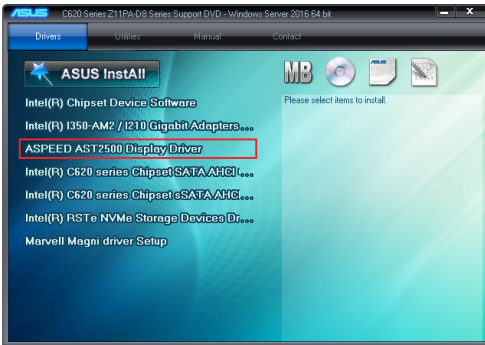 ASUS C620 Series Z11PA-D8 Series Support DVD - Windows Server 2016 64 bit
Drivers Utilities Manual Contact
ASUS InstAll
MB
Please select items to install.
Intel(R) Chipset Device Software
Intel(R) I350-AM2 / I210 Gigabit Adapters...
ASPEED AST2500 Display Driver
Intel(R) C620 series Chipset SATA AHCI (...
Intel(R) C620 series Chipset sSATA AHC...
Intel(R) RSTe NVMe Storage Devices Dr...
Marvell Magni driver Setup